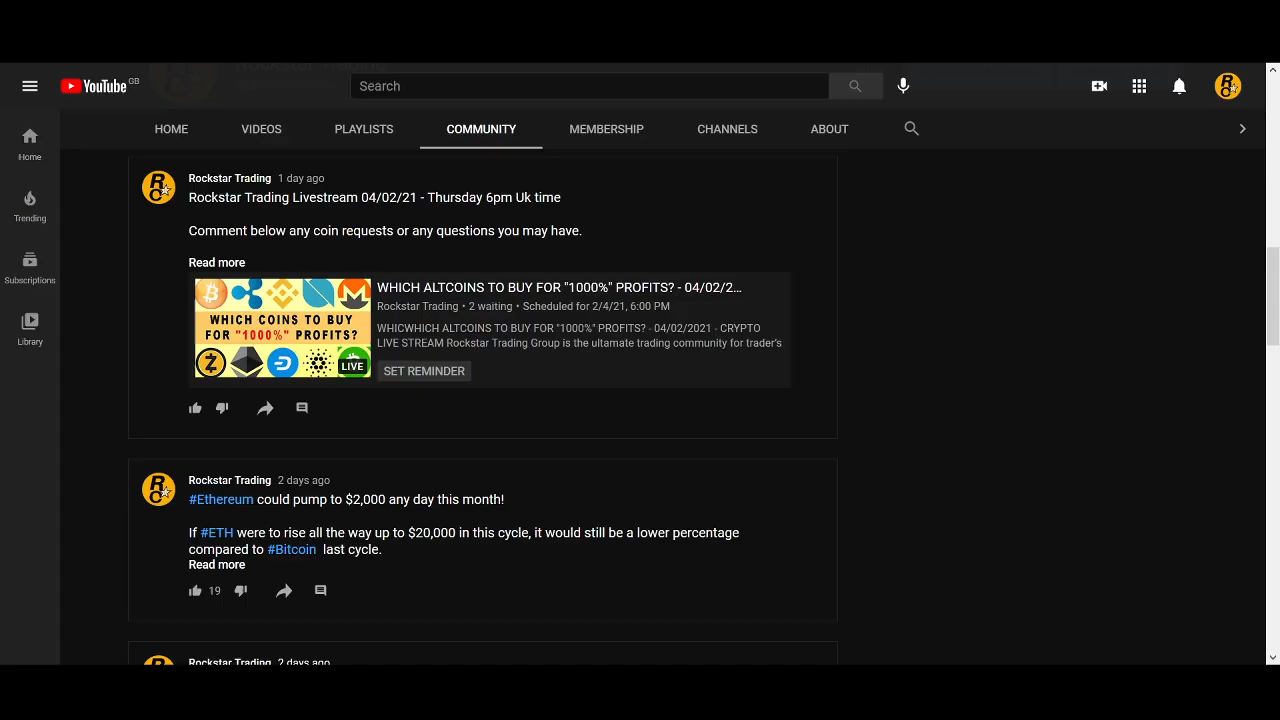 Rockstar Trading
YouTube GB
Search
HOME VIDEOS PLAYLISTS COMMUNITY MEMBERSHIP CHANNELS ABOUT
Home
Trending
Subscriptions
Library
Rockstar Trading 1 day ago
Rockstar Trading Livestream 04/02/21 - Thursday 6pm Uk time
Comment below any coin requests or any questions you may have.
Read more
WHICH COINS TO BUY
FOR "1000%" PROFITS?
LIVE
WHICH ALTCOINS TO BUY FOR "1000%" PROFITS? - 04/02/2...
Rockstar Trading • 2 waiting • Scheduled for 2/4/21, 6:00 PM
WHICWHICH ALTCOINS TO BUY FOR "1000%" PROFITS? - 04/02/2021 - CRYPTO
LIVE STREAM Rockstar Trading Group is the ultamate trading community for trader's
SET REMINDER
Rockstar Trading 2 days ago
#Ethereum could pump to $2,000 any day this month!
If #ETH were to rise all the way up to $20,000 in this cycle, it would still be a lower percentage
compared to #Bitcoin last cycle.
Read more
19
Rockstar Trading 2 days ago